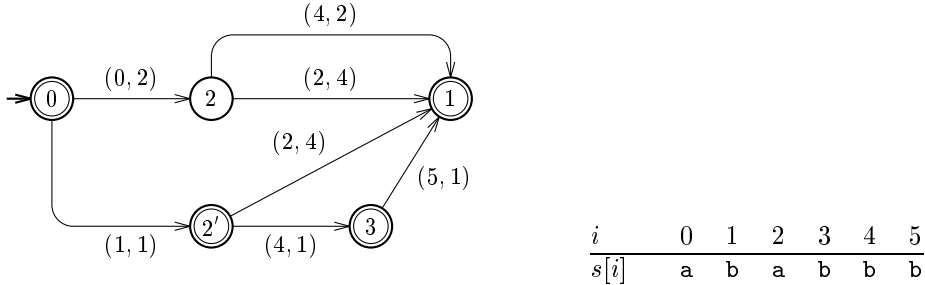 (4, 2)
0 (0, 2) 2 (2, 4) 1
(2, 4)
(5, 1)
(1, 1) 2′ (4, 1) 3
i 0 1 2 3 4 5
s[i] a b a b b b